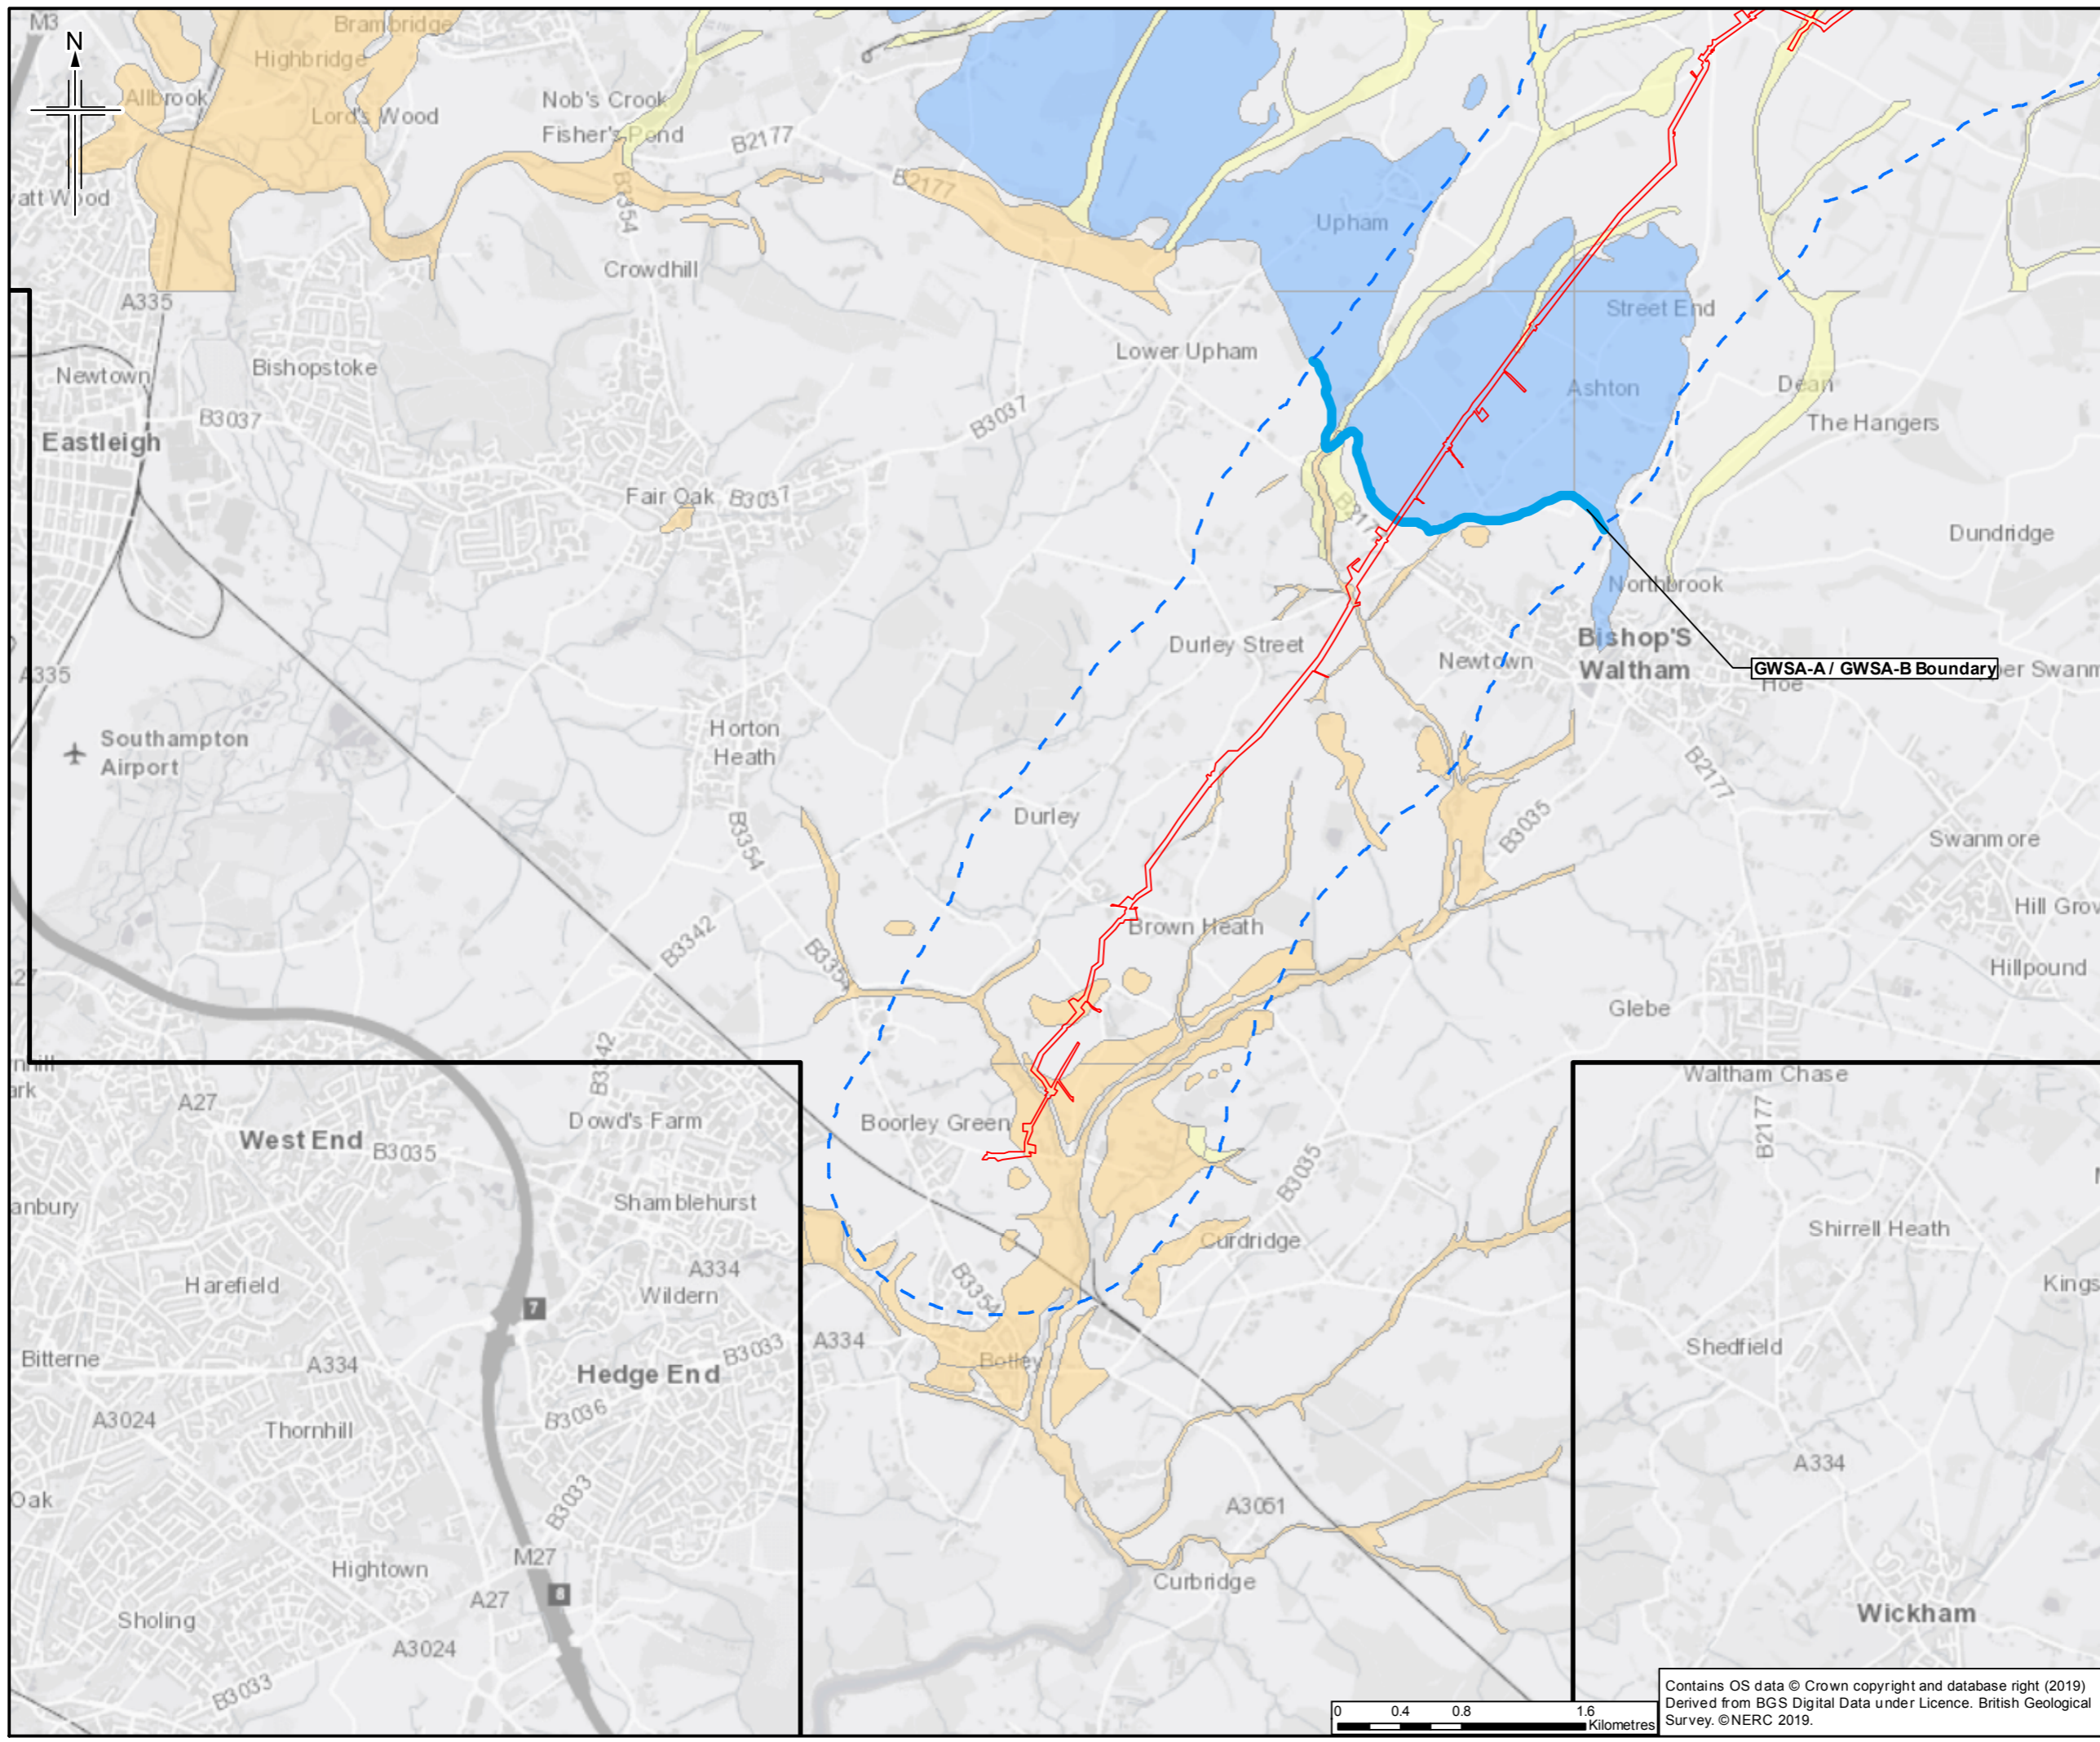 M3
Brambridge
N
Highbridge
Allbrook
Lord's Wood
Nob's Crook
Fisher's Pond
B2177
B2177
B3354
Upham
Crowdhill
A335
Street End
Newtown
Bishopstoke
Lower Upham
Ashton
Dean
B3037
B3037
The Hangers
Eastleigh
Fair Oak
B3037
B2177
Dundridge
Northbrook
Durley Street
Newtown
Bishop'S
Waltham
GWSA-A / GWSA-B Boundary
A335
Hoe
Southampton
Airport
Horton
Heath
B2177
Durley
B3354
B3035
Swanmore
Brown Heath
B3342
B3354
Hillpound
Glebe
B3342
Waltham Chase
A27
West End
B3035
Dowd's Farm
Boorley Green
B2177
B3035
Shamblehurst
Curdridge
Shirrell Heath
A334
Harefield
Wildern
B3354
7
A334
B3033
Botley
Shedfield
Bitterne
A334
Hedge End
A3024
B3036
Thornhill
A334
B3033
A3051
M27
Hightown
8
A27
Curbridge
Wickham
Sholing
A3024
B3033
0 0.4 0.8 1.6
Kilometres
Contains OS data © Crown copyright and database right (2019)
Derived from BGS Digital Data under Licence. British Geological
Survey. ©NERC 2019.